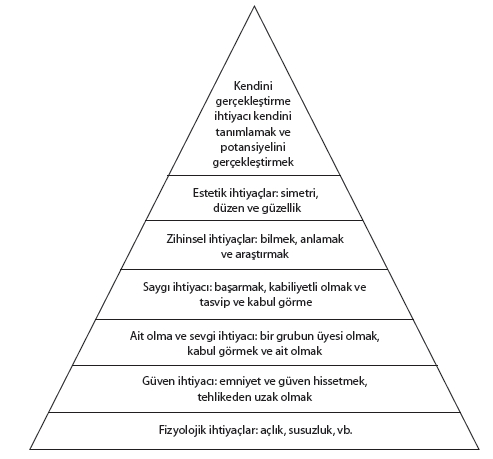 Kendini
gerçekleştirme
ihtiyacı kendini
tanımlamak ve
potansiyelini
gerçekleştirmek
Estetik ihtiyaçlar: simetri,
düzen ve güzellik
Zihinsel ihtiyaçlar: bilmek, anlamak
ve araştırmak
Saygı ihtiyacı: başarmak, kabiliyetli olmak ve
tasvip ve kabul görme
Ait olma ve sevgi ihtiyacı: bir grubun üyesi olmak,
kabul görmek ve ait olmak
Güven ihtiyacı: emniyet ve güven hissetmek,
tehlikeden uzak olmak
Fizyolojik ihtiyaçlar: açlık, susuzluk, vb.